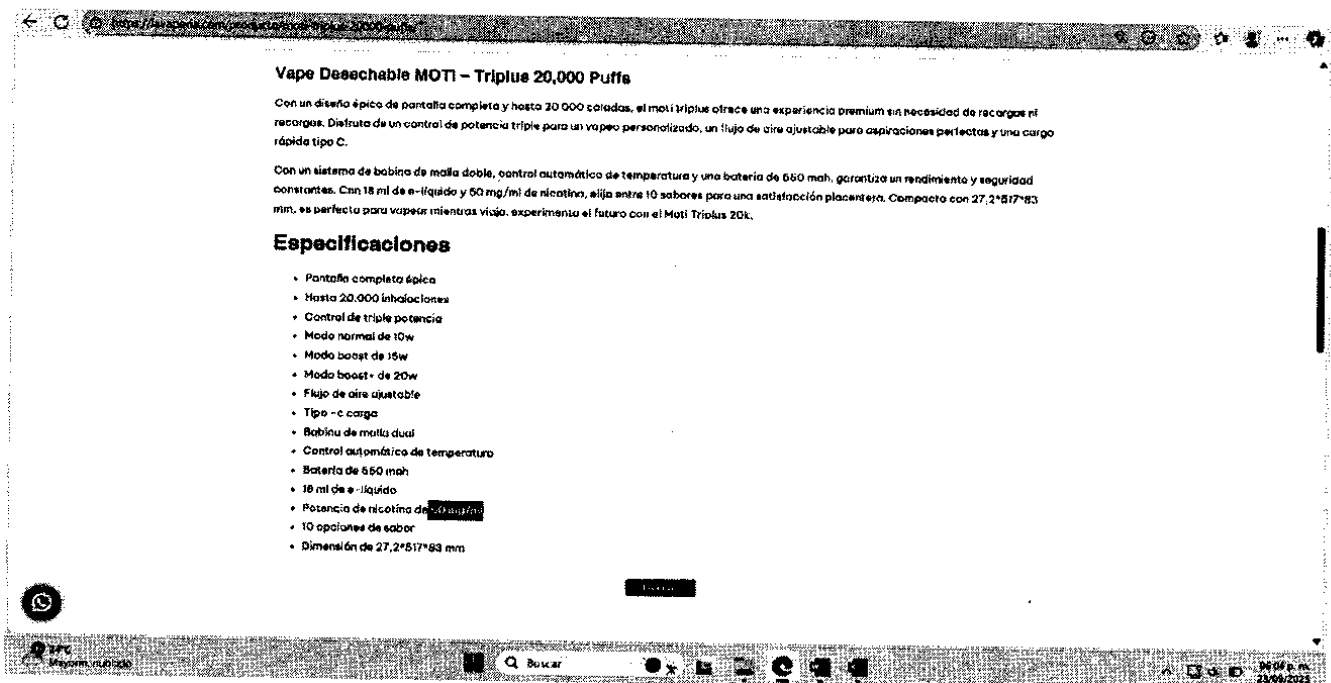 Vape Desechable MOTI – Triplus 20,000 Puffs
Con un diseño épico de pantalla completa y hasta 20 000 caladas, el moti triplus ofrece una experiencia premium sin necesidad de recargas ni
recargas. Disfruta de un control de potencia triple para un vapeo personalizado, un flujo de aire ajustable para aspiraciones perfectas y una carga
rápida tipo C.
Con un sistema de bobina de malla doble, control automático de temperatura y una batería de 550 mah, garantiza un rendimiento y seguridad
constantes. Con 18 ml de e-líquido y 50 mg/ml de nicotina, elija entre 10 sabores para una satisfacción placentera. Compacto con 27,2*517*83
mm, es perfecto para vapear mientras viaja. experimenta el futuro con el Moti Triplus 20k.
Especificaciones
• Pantalla completa épica
• Hasta 20.000 inhalaciones
• Control de triple potencia
• Modo normal de 10w
• Modo boost de 15w
• Modo boost+ de 20w
• Flujo de aire ajustable
• Tipo -c carga
• Bobina de malla dual
• Control automático de temperatura
• Batería de 550 mah
• 18 ml de e-líquido
• Potencia de nicotina de 50 mg/ml
• 10 opciones de sabor
• Dimensión de 27,2*517*83 mm
Mayorm. nublado
Buscar
p. m.